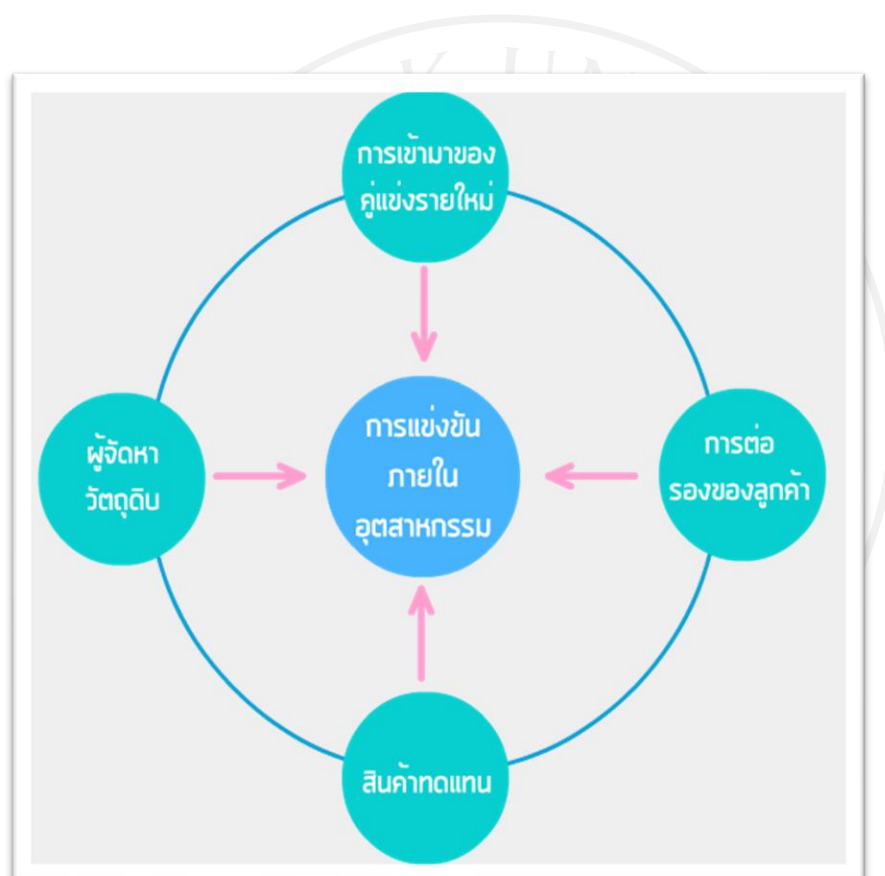 การเข้ามาของ
คู่แข่งรายใหม่
ผู้จัดหา
วัตถุดิบ
การแข่งขัน
ภายใน
อุตสาหกรรม
การต่อ
รองของลูกค้า
สินค้าทดแทน